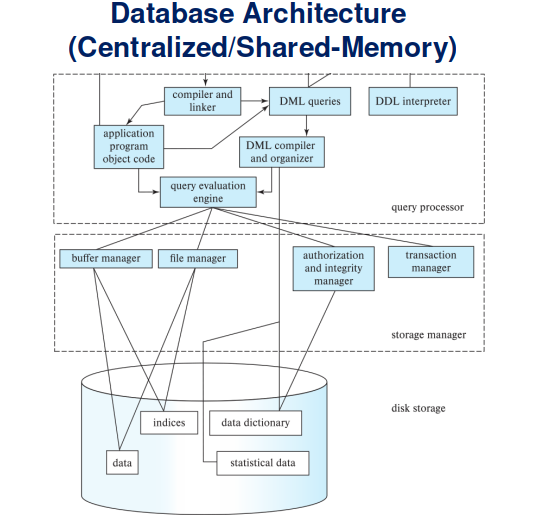 Database Architecture
(Centralized/Shared-Memory)
compiler and
linker
DML queries
DDL interpreter
application
program
object code
DML compiler
and organizer
query evaluation
engine
query processor
buffer manager
file manager
authorization
and integrity
manager
transaction
manager
storage manager
disk storage
indices
data dictionary
data
statistical data